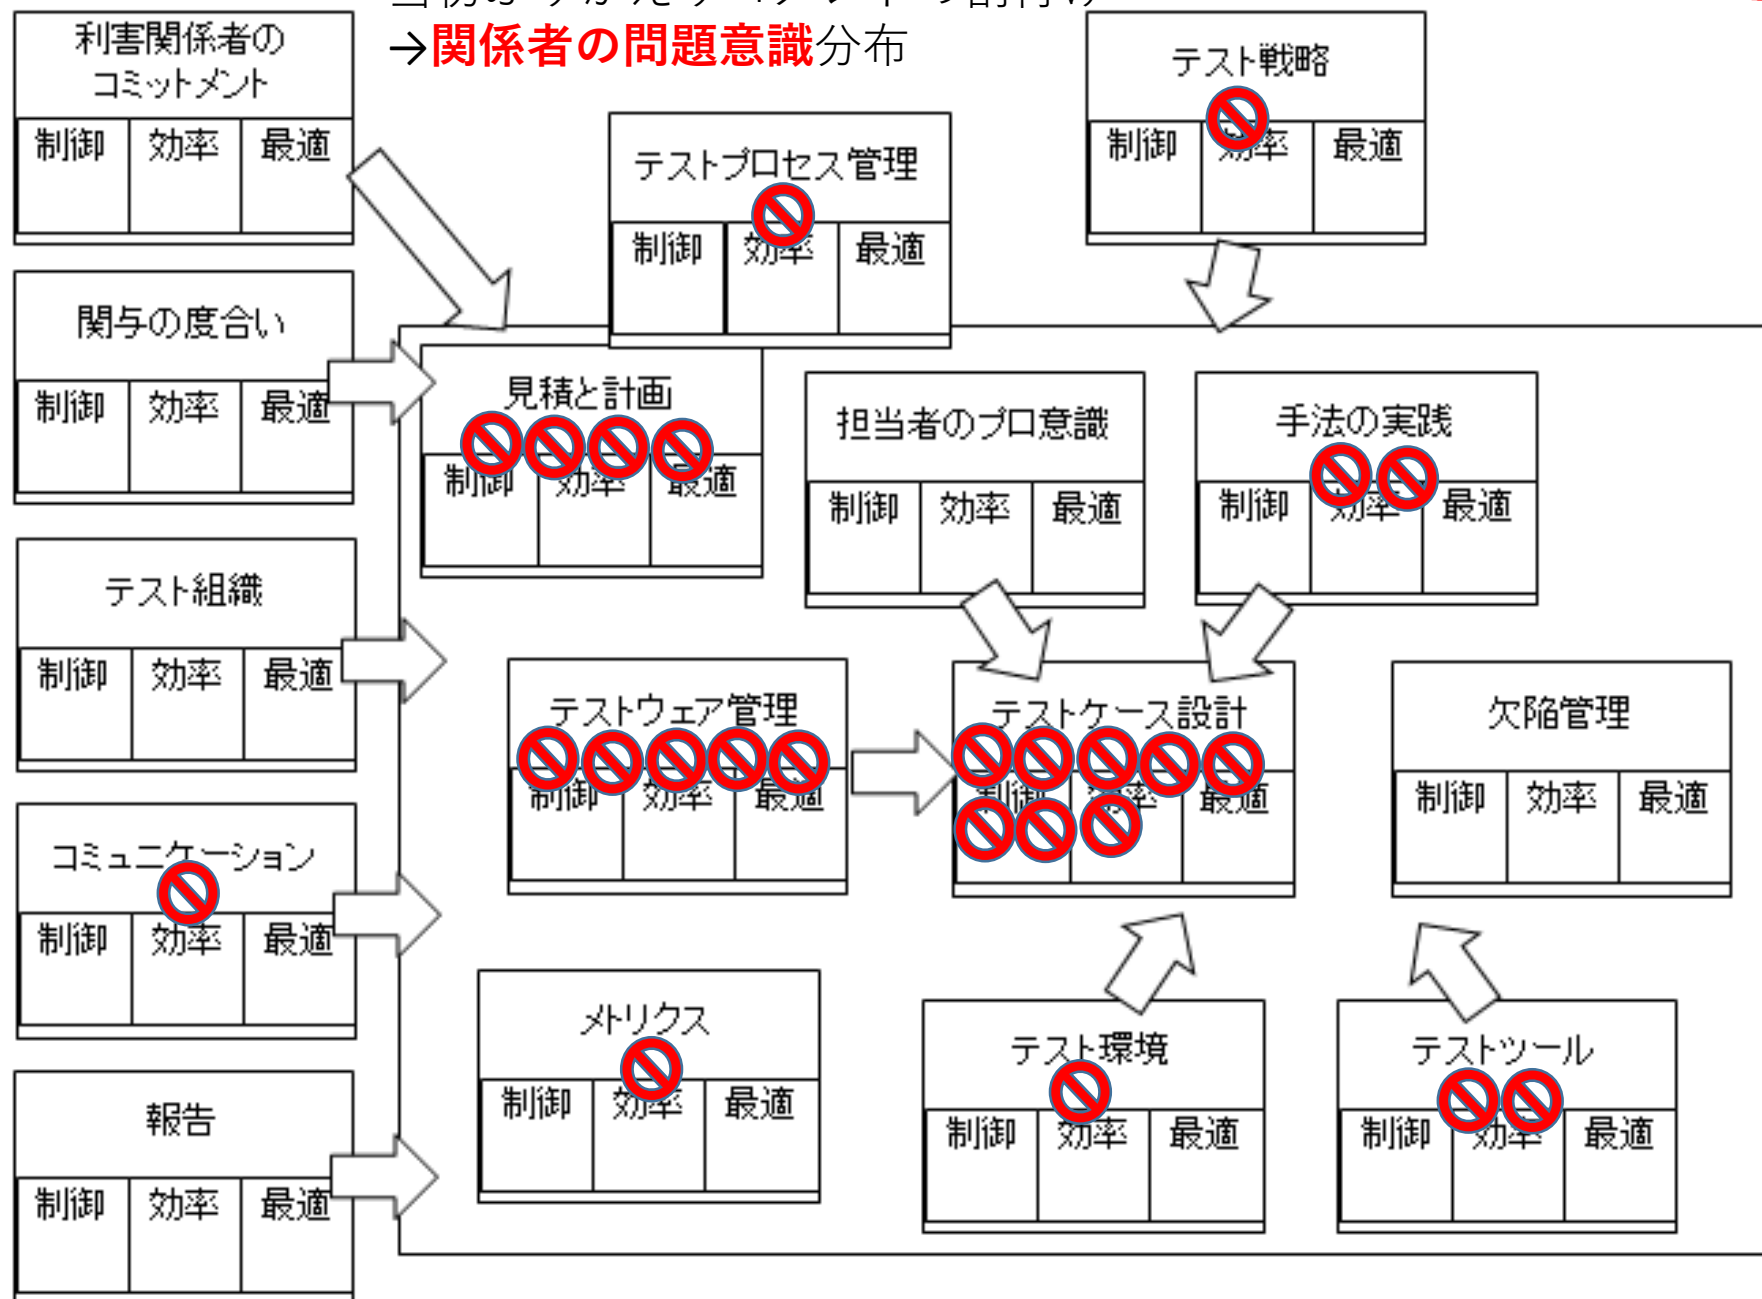 →関係者の問題意識分布
利害関係者の
コミットメント
制御 効率 最適
テスト戦略
制御 効率 最適
テストプロセス管理
制御 効率 最適
関与の度合い
制御 効率 最適
見積と計画
制御 効率 最適
担当者のプロ意識
制御 効率 最適
手法の実践
制御 効率 最適
テスト組織
制御 効率 最適
テストウェア管理
制御 効率 最適
テストケース設計
制御 効率 最適
欠陥管理
制御 効率 最適
コミュニケーション
制御 効率 最適
メトリクス
制御 効率 最適
テスト環境
制御 効率 最適
テストツール
制御 効率 最適
報告
制御 効率 最適